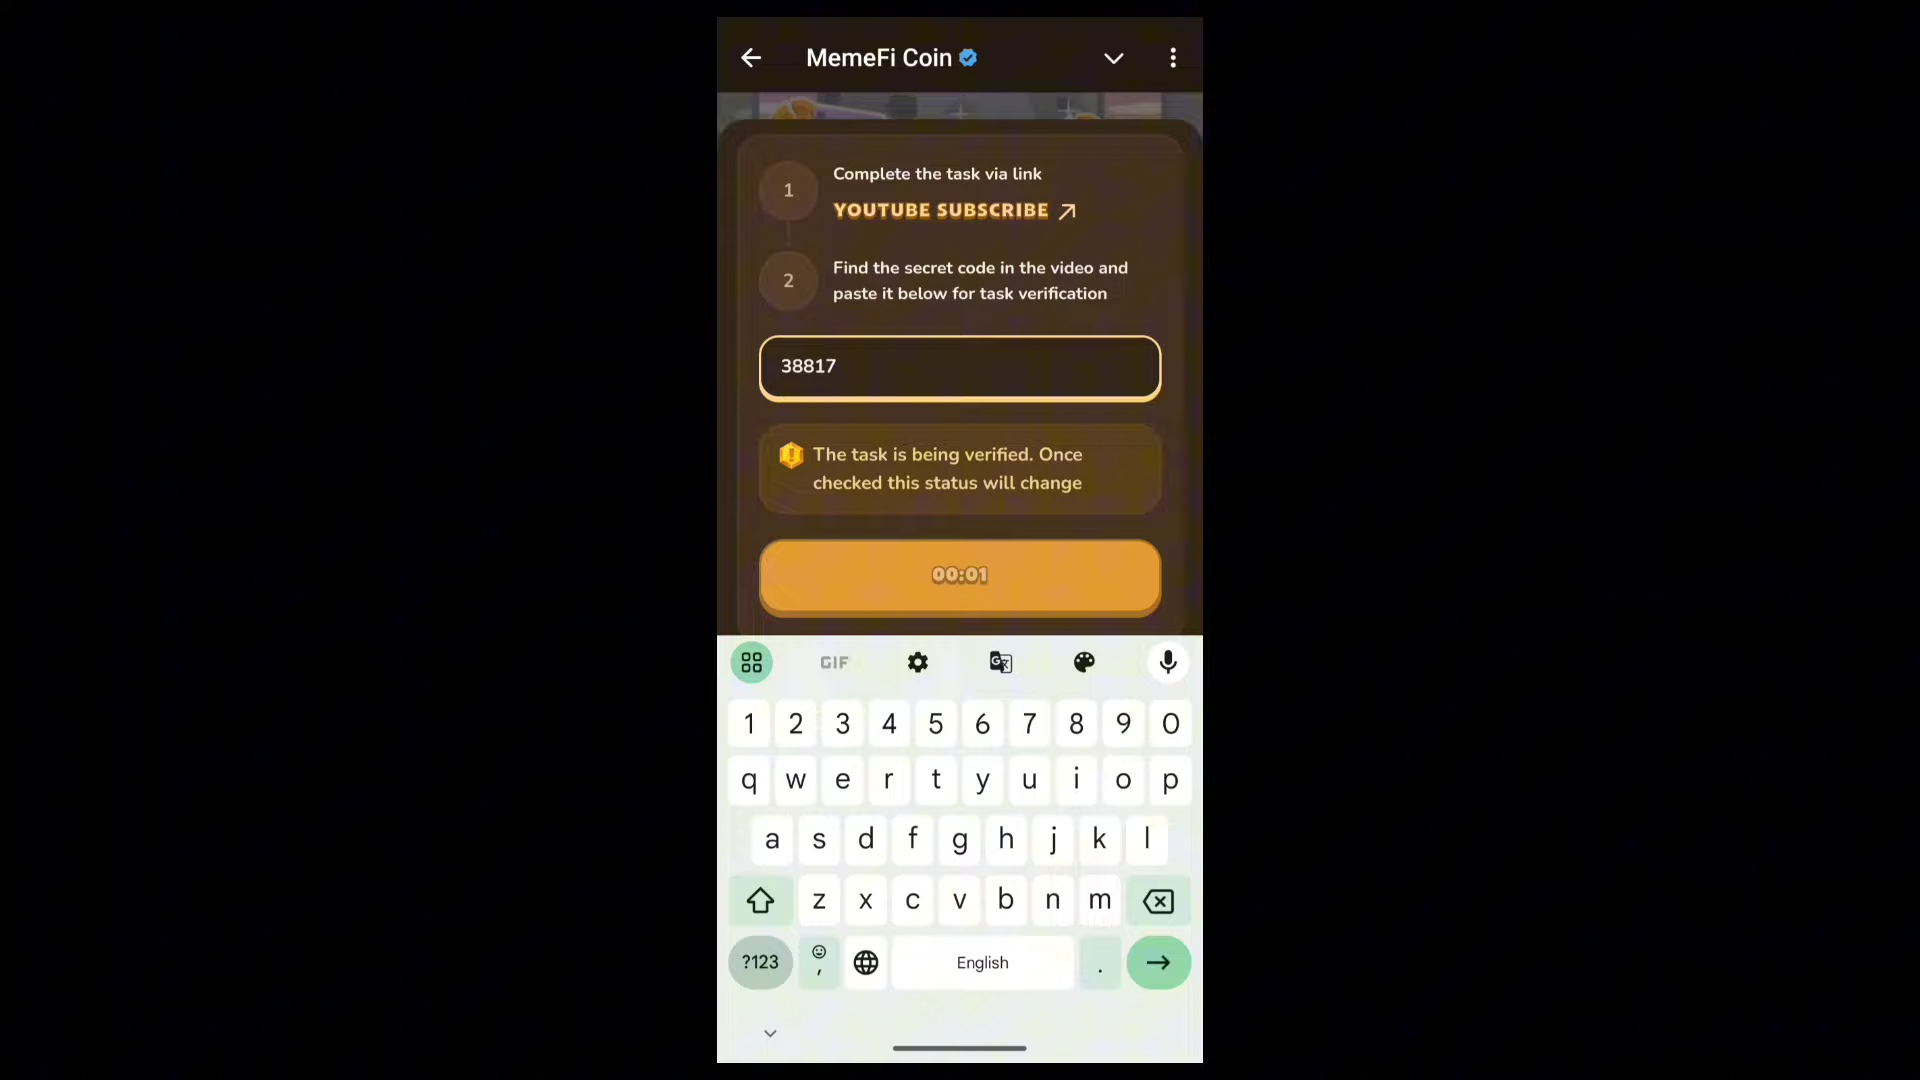 MemeFi Coin
1
Complete the task via link
YOUTUBE SUBSCRIBE
2
Find the secret code in the video and
paste it below for task verification
38817
The task is being verified. Once
checked this status will change
00:01
GIF
1 2 3 4 5 6 7 8 9 0
q w e r t y u i o p
a s d f g h j k l
z x c v b n m
?123 , English .